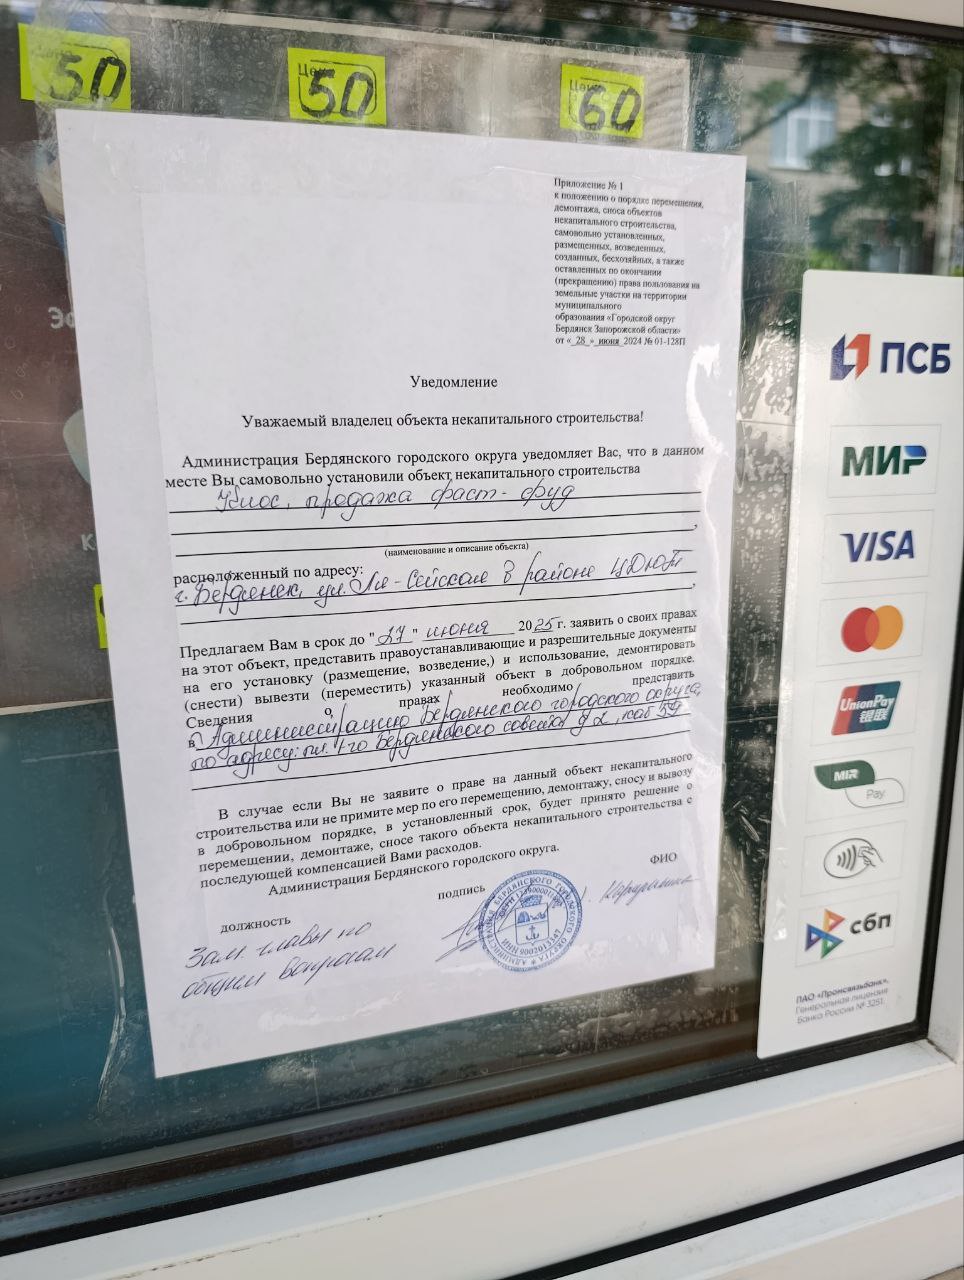 50
50
60
Приложение № 1
к положению о порядке перемещения,
демонтажа, сноса объектов
некапитального строительства,
самовольно установленных,
размещенных, возведенных,
созданных, бесхозяйных, а также
оставленных по окончании
(прекращению) права пользования на
земельные участки на территории
муниципального
образования «Городской округ
Бердянск Запорожской области»
от «_28_»_июня_2024 № 01-128П
Уведомление
Уважаемый владелец объекта некапитального строительства!
Администрация Бердянского городского округа уведомляет Вас, что в данном
месте Вы самовольно установили объект некапитального строительства
Киоск, продажа фаст-фуд
(наименование и описание объекта)
расположенный по адресу:
г. Бердянск, ул. в районе ЦДЮТ
Предлагаем Вам в срок до "27" июня 2025 г. заявить о своих правах
на этот объект, представить правоустанавливающие и разрешительные документы
на его установку (размещение, возведение,) и использование, демонтировать
(снести) вывезти (переместить) указанный объект в добровольном порядке.
Сведения о правах необходимо представить
в Администрацию Бердянского городского округа,
по адресу: пл. 1-го Бердянского совета, д 2, каб
В случае если Вы не заявите о праве на данный объект некапитального
строительства или не примите мер по его перемещению, демонтажу, сносу и вывозу
в добровольном порядке, в установленный срок, будет принято решение о
перемещении, демонтаже, сносе такого объекта некапитального строительства с
последующей компенсацией Вами расходов.
Администрация Бердянского городского округа.
должность подпись ФИО
Зам. главы по
общим вопросам
АДМИНИСТРАЦИЯ БЕРДЯНСКОГО ГОРОДСКОГО ОКРУГА
ИНН 9002013347
ПСБ
МИР
VISA
UnionPay
银联
MIR
Pay
сбп
ПАО «Промсвязьбанк».
Генеральная лицензия
Банка России № 3251.